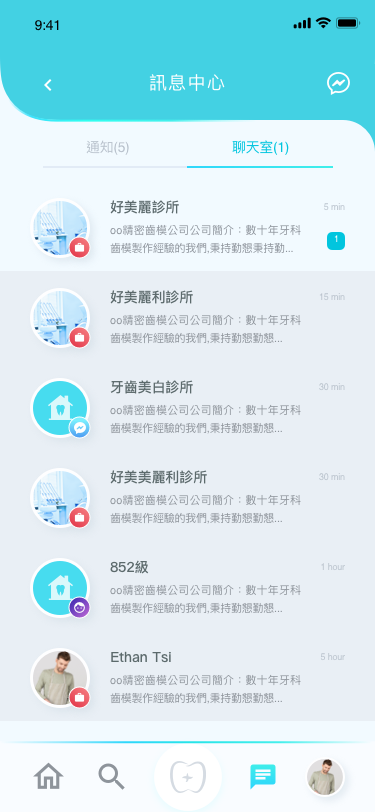 9:41
訊息中心
通知(5)
聊天室(1)
好美麗診所
5 min
oo精密齒模公司公司簡介：數十年牙科
齒模製作經驗的我們,秉持勤懇秉持勤...
1
好美麗利診所
15 min
oo精密齒模公司公司簡介：數十年牙科
齒模製作經驗的我們,秉持勤懇勤懇...
牙齒美白診所
30 min
oo精密齒模公司公司簡介：數十年牙科
齒模製作經驗的我們,秉持勤懇勤懇...
好美美麗利診所
30 min
oo精密齒模公司公司簡介：數十年牙科
齒模製作經驗的我們,秉持勤懇勤懇...
852級
1 hour
oo精密齒模公司公司簡介：數十年牙科
齒模製作經驗的我們,秉持勤懇勤懇...
Ethan Tsi
5 hour
oo精密齒模公司公司簡介：數十年牙科
齒模製作經驗的我們,秉持勤懇勤懇...